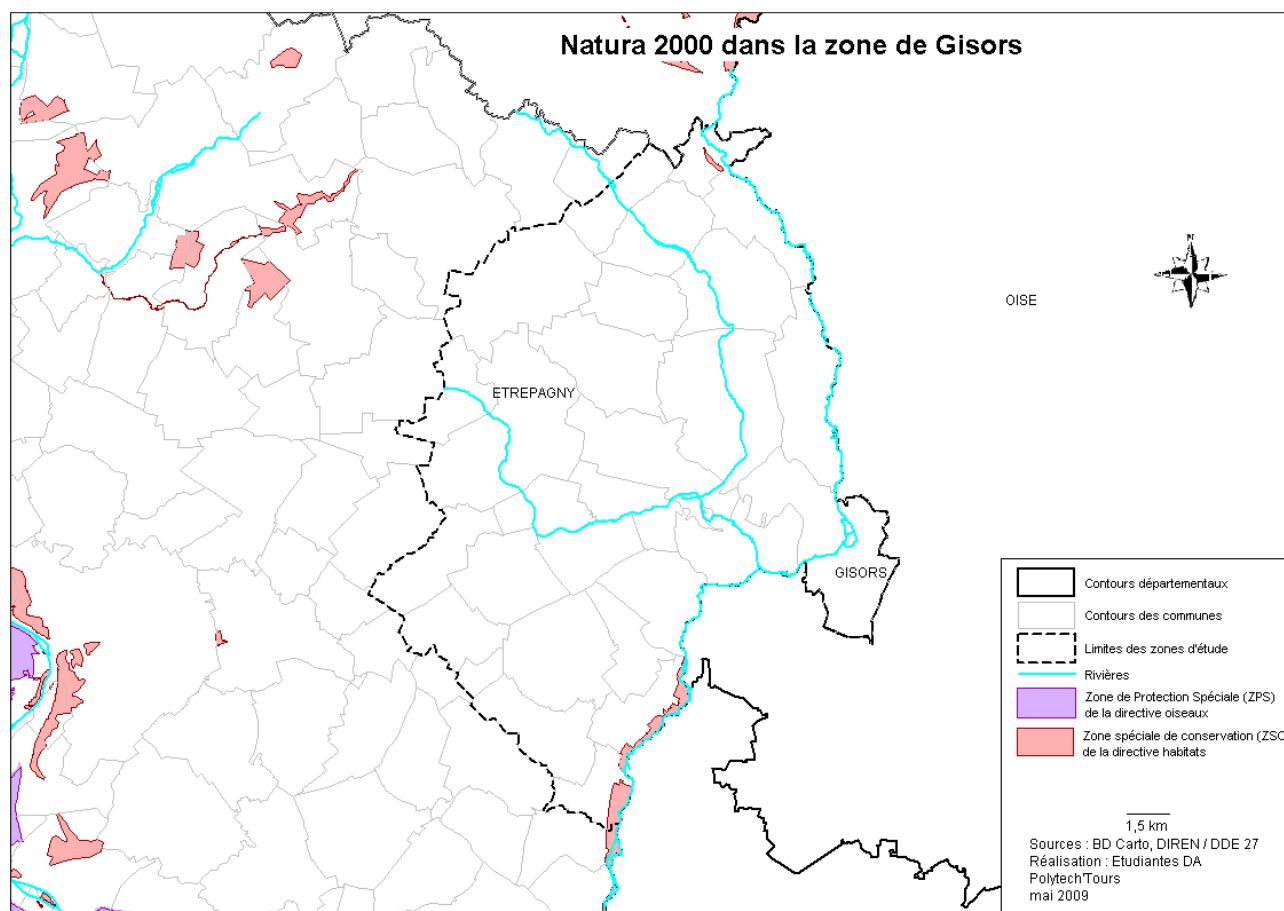 Natura 2000 dans la zone de Gisors
N
OISE
ETREPAGNY
GISORS
Contours départementaux
Contours des communes
Limites des zones d'étude
Rivières
Zone de Protection Spéciale (ZPS)
de la directive oiseaux
Zone spéciale de conservation (ZSC
de la directive habitats
1,5 km
Sources : BD Carto, DIREN / DDE 27
Réalisation : Etudiantes DA
Polytech'Tours
mai 2009